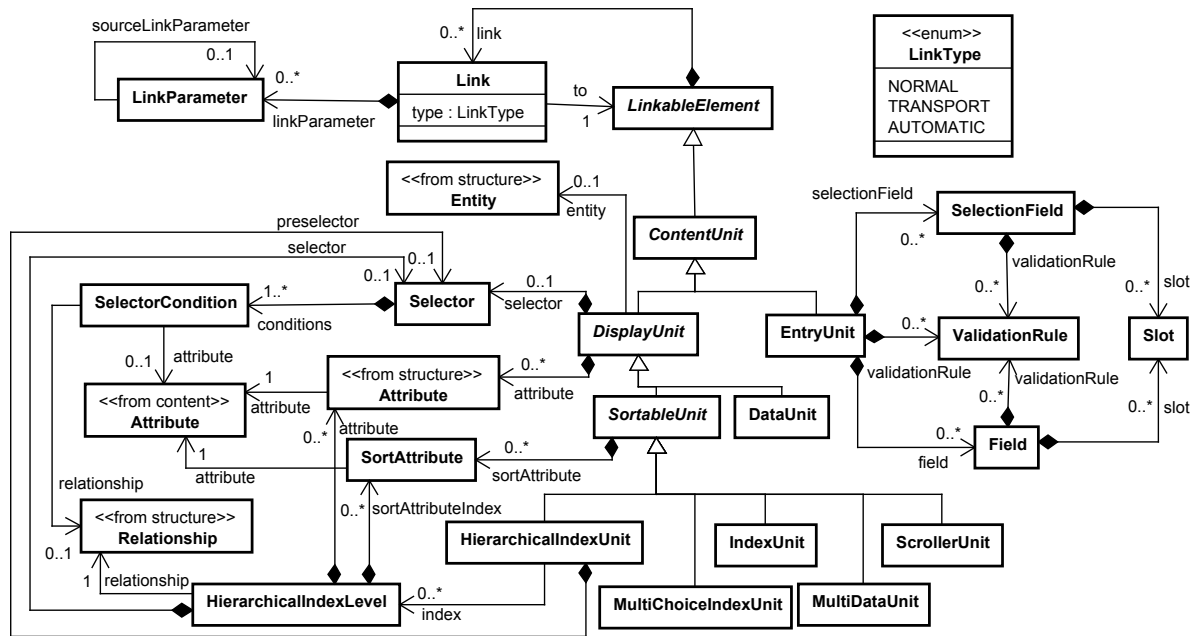 sourceLinkParameter
0..1
0..*
LinkParameter
linkParameter
0..*
link
Link
type : LinkType
to
1
LinkableElement
<<enum>>
LinkType
NORMAL
TRANSPORT
AUTOMATIC
<<from structure>>
Entity
0..1
entity
ContentUnit
selectionField
0..*
SelectionField
validationRule
0..*
0..*
slot
preselector
selector
0..1
0..1
SelectorCondition
1..*
conditions
Selector
0..1
selector
DisplayUnit
EntryUnit
0..*
validationRule
ValidationRule
Slot
attribute
0..1
<<from content>>
Attribute
1
attribute
<<from structure>>
Attribute
0..*
attribute
SortableUnit
DataUnit
validationRule
0..*
0..*
slot
0..*
field
Field
attribute
0..*
1
attribute
SortAttribute
0..*
sortAttribute
relationship
0..1
<<from structure>>
Relationship
0..*
sortAttributeIndex
HierarchicalIndexUnit
IndexUnit
ScrollerUnit
1
relationship
HierarchicalIndexLevel
0..*
index
MultiChoiceIndexUnit
MultiDataUnit